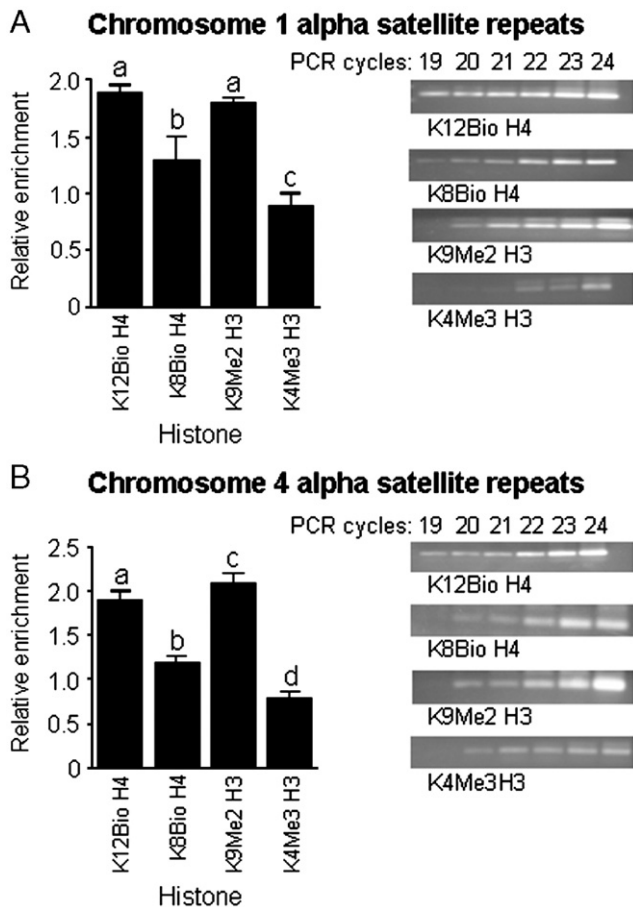 A Chromosome 1 alpha satellite repeats
PCR cycles: 19 20 21 22 23 24
Relative enrichment
2.0
1.5
1.0
0.5
0
a
b
a
c
K12Bio H4
K8Bio H4
K9Me2 H3
K4Me3 H3
Histone
K12Bio H4
K8Bio H4
K9Me2 H3
K4Me3 H3
B Chromosome 4 alpha satellite repeats
PCR cycles: 19 20 21 22 23 24
Relative enrichment
2.5
2.0
1.5
1.0
0.5
0
a
b
c
d
K12Bio H4
K8Bio H4
K9Me2 H3
K4Me3 H3
Histone
K12Bio H4
K8Bio H4
K9Me2 H3
K4Me3H3